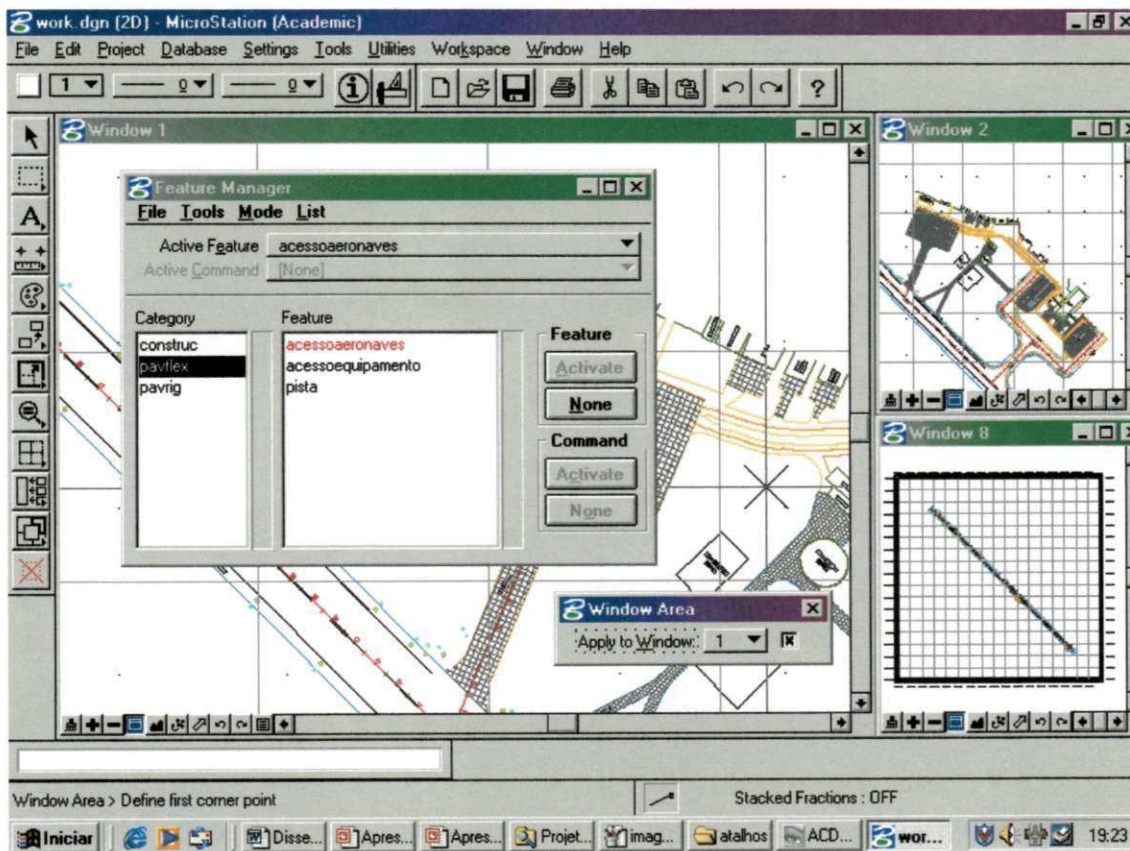 work.dgn (2D) - MicroStation (Academic)
File Edit Project Database Settings Tools Utilities Workspace Window Help
1 0 0 ?
Window 1
Window 2
Feature Manager
File Tools Mode List
Active Feature acessoaeronaves
Active Command [None]
Category Feature
construc
pavflex
pavrig
acessoaeronaves
acessoequipamento
pista
Feature
Activate
None
Command
Activate
None
Window 8
Window Area
Apply to Window: 1
Window Area > Define first corner point
Stacked Fractions : OFF
Iniciar Disse... Apres... Apres... Projet... imag... atalhos ACD... wor... 19:23